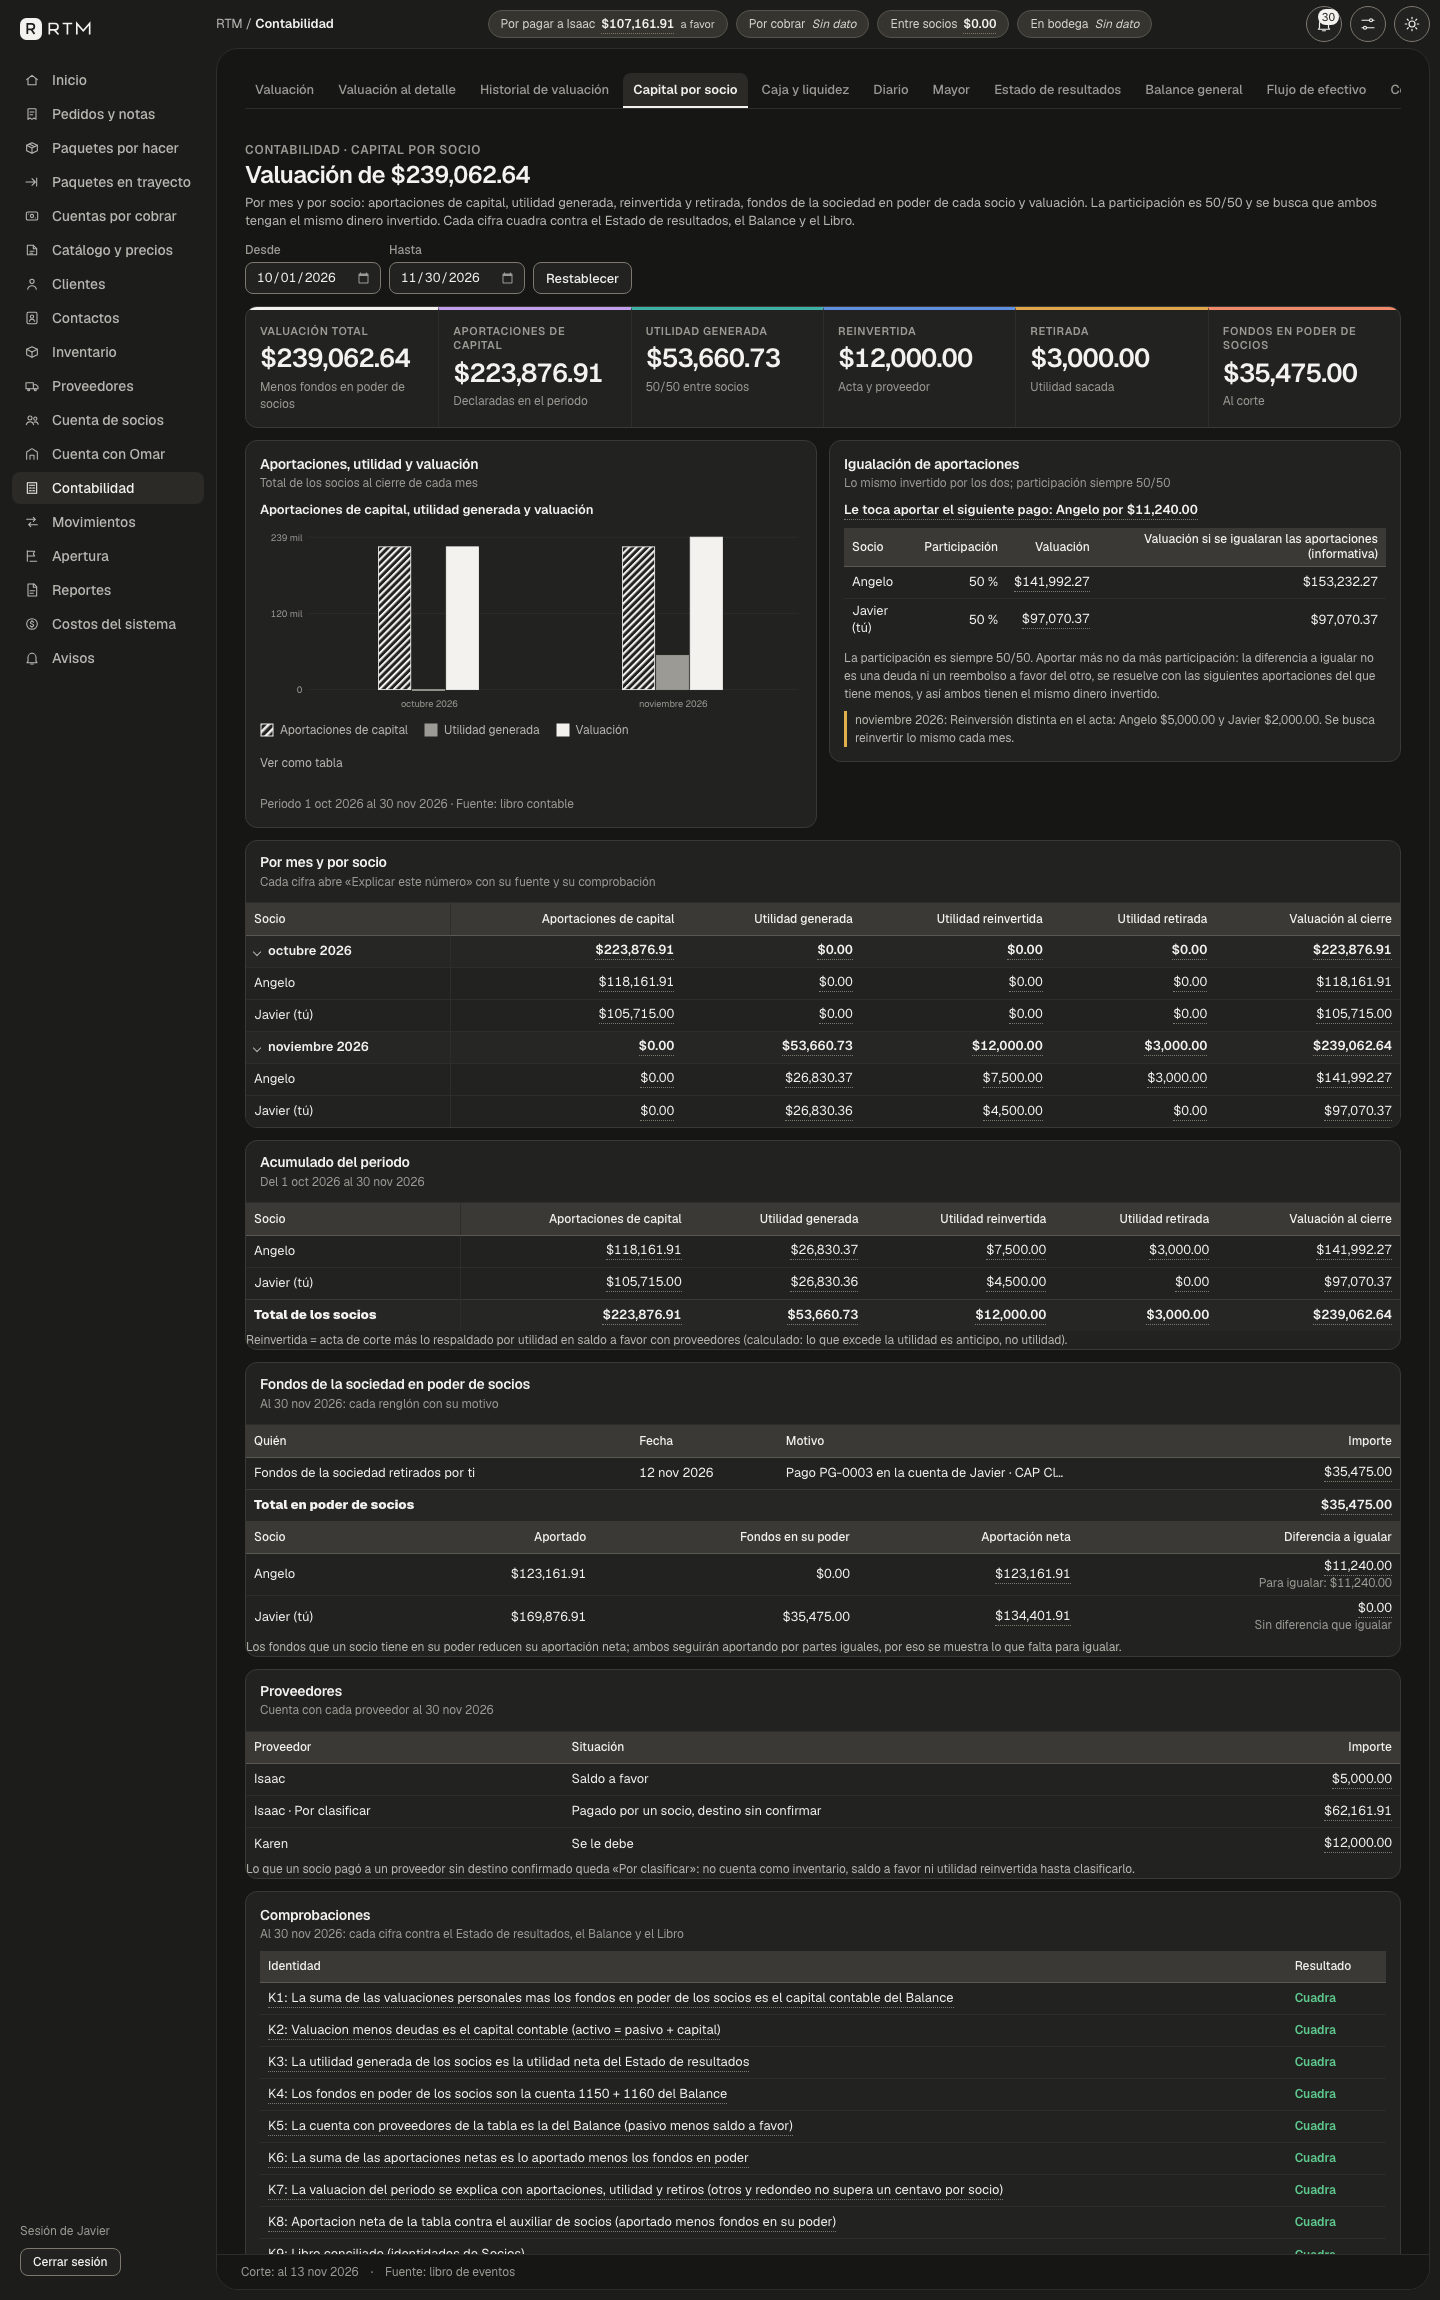 R RTM
RTM / Contabilidad
Por pagar a Isaac $107,161.91 a favor
Por cobrar Sin dato
Entre socios $0.00
En bodega Sin dato
30
Inicio
Pedidos y notas
Paquetes por hacer
Paquetes en trayecto
Cuentas por cobrar
Catálogo y precios
Clientes
Contactos
Inventario
Proveedores
Cuenta de socios
Cuenta con Omar
Contabilidad
Movimientos
Apertura
Reportes
Costos del sistema
Avisos
Sesión de Javier
Cerrar sesión
Valuación Valuación al detalle Historial de valuación Capital por socio Caja y liquidez Diario Mayor Estado de resultados Balance general Flujo de efectivo
CONTABILIDAD · CAPITAL POR SOCIO
Valuación de $239,062.64
Por mes y por socio: aportaciones de capital, utilidad generada, reinvertida y retirada, fondos de la sociedad en poder de cada socio y valuación. La participación es 50/50 y se busca que ambos
tengan el mismo dinero invertido. Cada cifra cuadra contra el Estado de resultados, el Balance y el Libro.
Desde Hasta
10/01/2026 11/30/2026 Restablecer
VALUACIÓN TOTAL
$239,062.64
Menos fondos en poder de
socios
APORTACIONES DE
CAPITAL
$223,876.91
Declaradas en el periodo
UTILIDAD GENERADA
$53,660.73
50/50 entre socios
REINVERTIDA
$12,000.00
Acta y proveedor
RETIRADA
$3,000.00
Utilidad sacada
FONDOS EN PODER DE
SOCIOS
$35,475.00
Al corte
Aportaciones, utilidad y valuación
Total de los socios al cierre de cada mes
Aportaciones de capital, utilidad generada y valuación
239 mil
120 mil
0
octubre 2026 noviembre 2026
Aportaciones de capital Utilidad generada Valuación
Ver como tabla
Periodo 1 oct 2026 al 30 nov 2026 · Fuente: libro contable
Igualación de aportaciones
Lo mismo invertido por los dos; participación siempre 50/50
Le toca aportar el siguiente pago: Angelo por $11,240.00
Socio Participación Valuación Valuación si se igualaran las aportaciones
(informativa)
Angelo 50 % $141,992.27 $153,232.27
Javier
(tú) 50 % $97,070.37 $97,070.37
La participación es siempre 50/50. Aportar más no da más participación: la diferencia a igualar no
es una deuda ni un reembolso a favor del otro, se resuelve con las siguientes aportaciones del que
tiene menos, y así ambos tienen el mismo dinero invertido.
noviembre 2026: Reinversión distinta en el acta: Angelo $5,000.00 y Javier $2,000.00. Se busca
reinvertir lo mismo cada mes.
Por mes y por socio
Cada cifra abre «Explicar este número» con su fuente y su comprobación
Socio Aportaciones de capital Utilidad generada Utilidad reinvertida Utilidad retirada Valuación al cierre
octubre 2026 $223,876.91 $0.00 $0.00 $0.00 $223,876.91
Angelo $118,161.91 $0.00 $0.00 $0.00 $118,161.91
Javier (tú) $105,715.00 $0.00 $0.00 $0.00 $105,715.00
noviembre 2026 $0.00 $53,660.73 $12,000.00 $3,000.00 $239,062.64
Angelo $0.00 $26,830.37 $7,500.00 $3,000.00 $141,992.27
Javier (tú) $0.00 $26,830.36 $4,500.00 $0.00 $97,070.37
Acumulado del periodo
Del 1 oct 2026 al 30 nov 2026
Socio Aportaciones de capital Utilidad generada Utilidad reinvertida Utilidad retirada Valuación al cierre
Angelo $118,161.91 $26,830.37 $7,500.00 $3,000.00 $141,992.27
Javier (tú) $105,715.00 $26,830.36 $4,500.00 $0.00 $97,070.37
Total de los socios $223,876.91 $53,660.73 $12,000.00 $3,000.00 $239,062.64
Reinvertida = acta de corte más lo respaldado por utilidad en saldo a favor con proveedores (calculado: lo que excede la utilidad es anticipo, no utilidad).
Fondos de la sociedad en poder de socios
Al 30 nov 2026: cada renglón con su motivo
Quién Fecha Motivo Importe
Fondos de la sociedad retirados por ti 12 nov 2026 Pago PG-0003 en la cuenta de Javier · CAP CL… $35,475.00
Total en poder de socios $35,475.00
Socio Aportado Fondos en su poder Aportación neta Diferencia a igualar
Angelo $123,161.91 $0.00 $123,161.91 $11,240.00
Para igualar: $11,240.00
Javier (tú) $169,876.91 $35,475.00 $134,401.91 $0.00
Sin diferencia que igualar
Los fondos que un socio tiene en su poder reducen su aportación neta; ambos seguirán aportando por partes iguales, por eso se muestra lo que falta para igualar.
Proveedores
Cuenta con cada proveedor al 30 nov 2026
Proveedor Situación Importe
Isaac Saldo a favor $5,000.00
Isaac · Por clasificar Pagado por un socio, destino sin confirmar $62,161.91
Karen Se le debe $12,000.00
Lo que un socio pagó a un proveedor sin destino confirmado queda «Por clasificar»: no cuenta como inventario, saldo a favor ni utilidad reinvertida hasta clasificarlo.
Comprobaciones
Al 30 nov 2026: cada cifra contra el Estado de resultados, el Balance y el Libro
Identidad Resultado
K1: La suma de las valuaciones personales mas los fondos en poder de los socios es el capital contable del Balance Cuadra
K2: Valuacion menos deudas es el capital contable (activo = pasivo + capital) Cuadra
K3: La utilidad generada de los socios es la utilidad neta del Estado de resultados Cuadra
K4: Los fondos en poder de los socios son la cuenta 1150 + 1160 del Balance Cuadra
K5: La cuenta con proveedores de la tabla es la del Balance (pasivo menos saldo a favor) Cuadra
K6: La suma de las aportaciones netas es lo aportado menos los fondos en poder Cuadra
K7: La valuacion del periodo se explica con aportaciones, utilidad y retiros (otros y redondeo no supera un centavo por socio) Cuadra
K8: Aportacion neta de la tabla contra el auxiliar de socios (aportado menos fondos en su poder) Cuadra
K9: Libro conciliado (identidades de Socios) Cuadra
Corte: al 13 nov 2026 · Fuente: libro de eventos